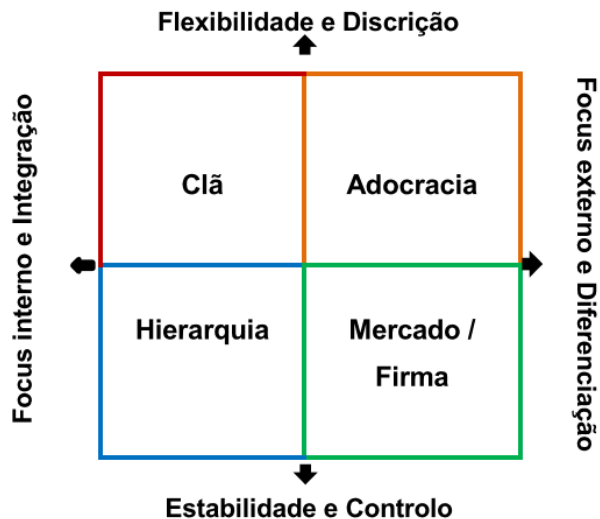 Flexibilidade e Discrição
Focus interno e Integração
Focus externo e Diferenciação
Clã
Adocracia
Hierarquia
Mercado /
Firma
Estabilidade e Controlo